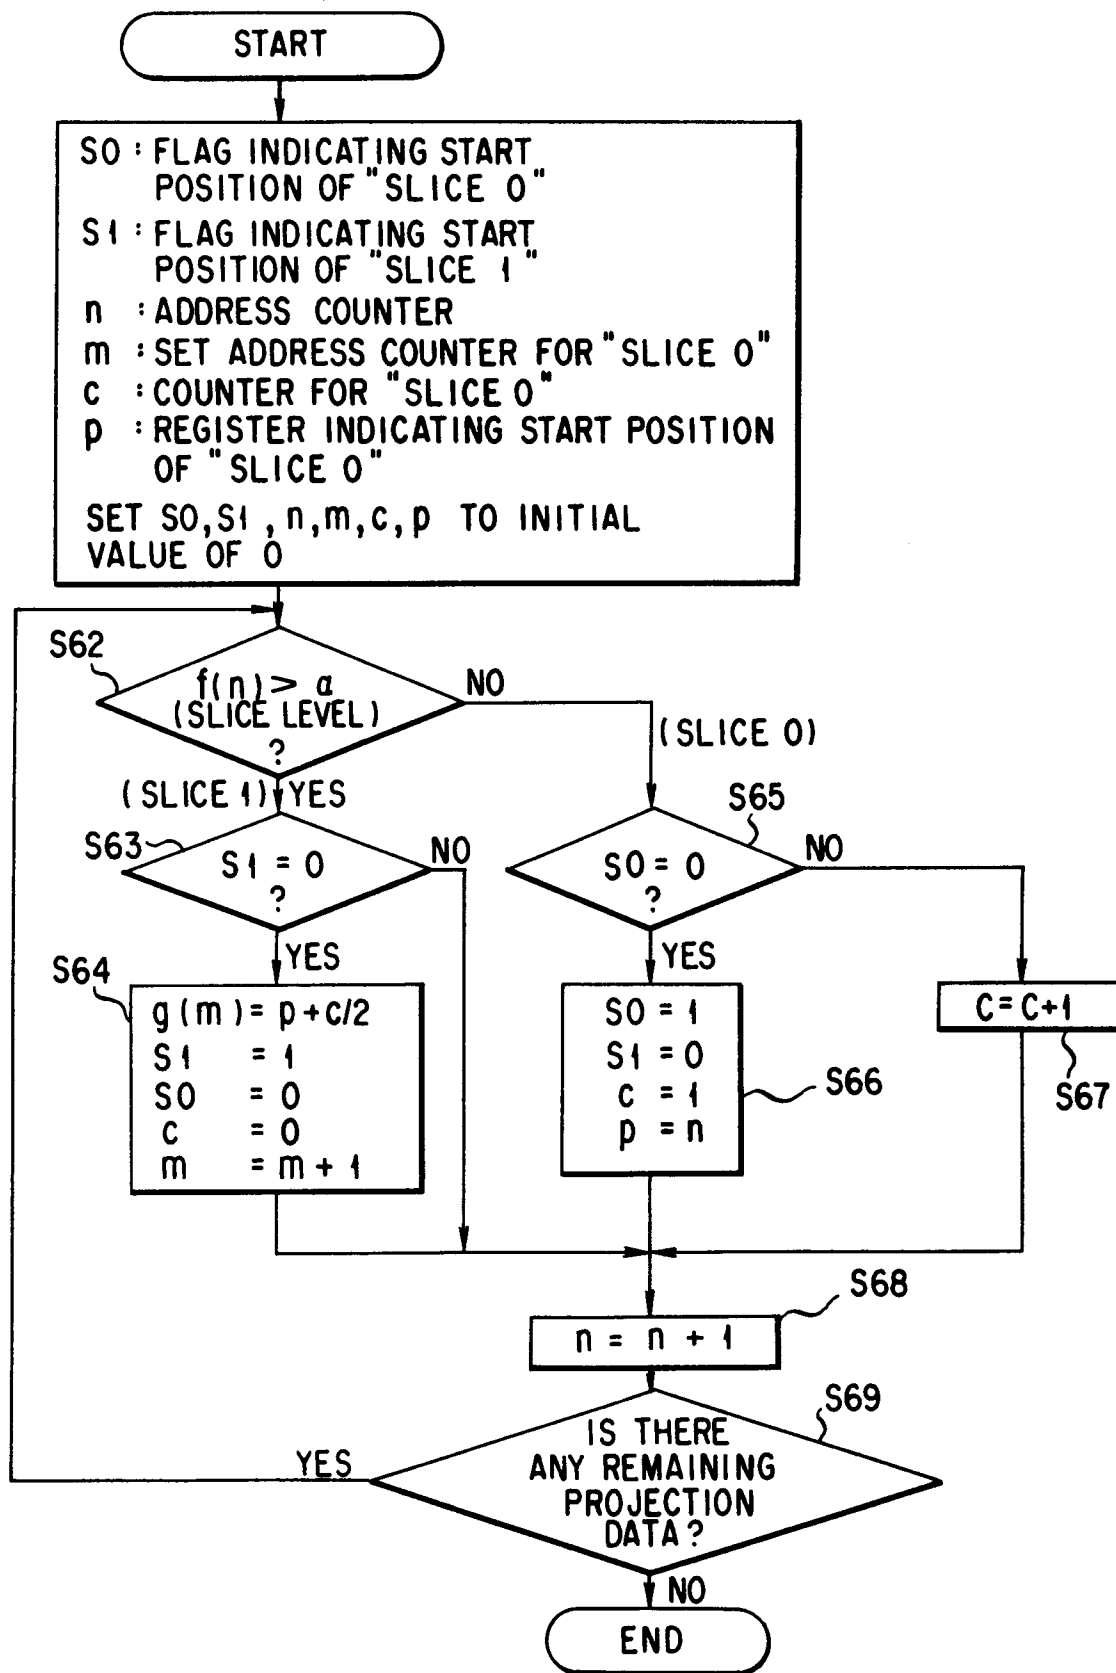 START
S0 : FLAG INDICATING START
POSITION OF "SLICE 0"
S1 : FLAG INDICATING START
POSITION OF "SLICE 1"
n : ADDRESS COUNTER
m : SET ADDRESS COUNTER FOR "SLICE 0"
c : COUNTER FOR "SLICE 0"
p : REGISTER INDICATING START POSITION
OF "SLICE 0"
SET S0, S1, n, m, c, p TO INITIAL
VALUE OF 0
S62
f(n) > α
(SLICE LEVEL)
?
NO
(SLICE 0)
(SLICE 1) YES
S63
S1 = 0
?
NO
S65
S0 = 0
?
NO
YES
S64
g(m) = p + c/2
S1 = 1
S0 = 0
c = 0
m = m + 1
YES
S0 = 1
S1 = 0
c = 1
p = n
S66
C = C+1
S67
S68
n = n + 1
S69
IS THERE
ANY REMAINING
PROJECTION
DATA ?
YES
NO
END